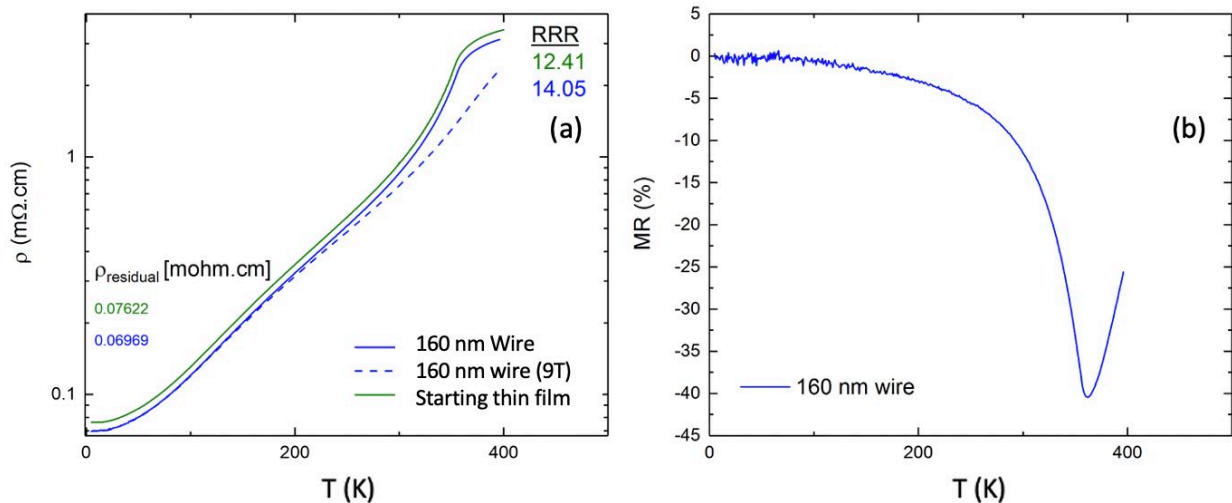 RRR
12.41
14.05
(a)
1
ρ (mΩ.cm)
ρresidual [mohm.cm]
0.07622
0.06969
0.1
160 nm Wire
160 nm wire (9T)
Starting thin film
0
200
400
T (K)
MR (%)
5
0
-5
-10
-15
-20
-25
-30
-35
-40
-45
(b)
160 nm wire
0
200
400
T (K)